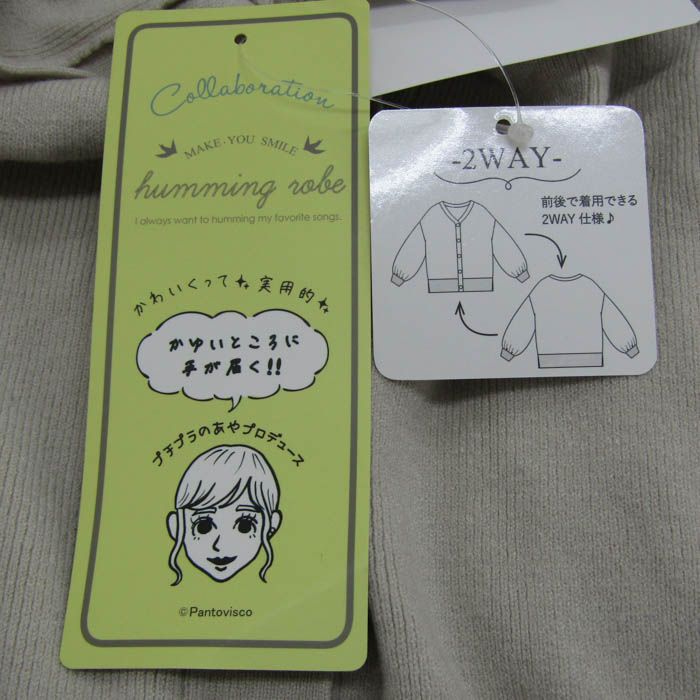 Collaboration
MAKE・YOU SMILE
humming robe
I always want to humming my favorite songs.
かわいくって実用的
かゆいところに
手が届く!!
プチプラのあやプロデュース
©Pantovisco
-2WAY-
前後で着用できる
2WAY 仕様♪